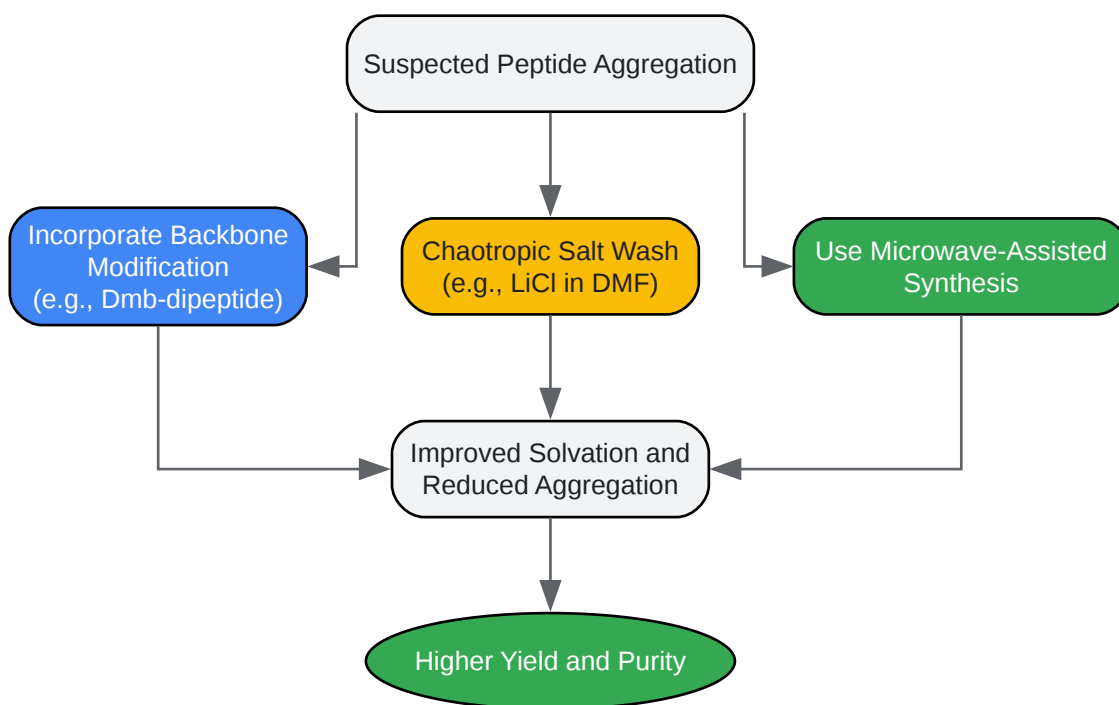 Suspected Peptide Aggregation
Incorporate Backbone
Modification
(e.g., Dmb-dipeptide)
Chaotropic Salt Wash
(e.g., LiCl in DMF)
Use Microwave-Assisted
Synthesis
Improved Solvation and
Reduced Aggregation
Higher Yield and Purity